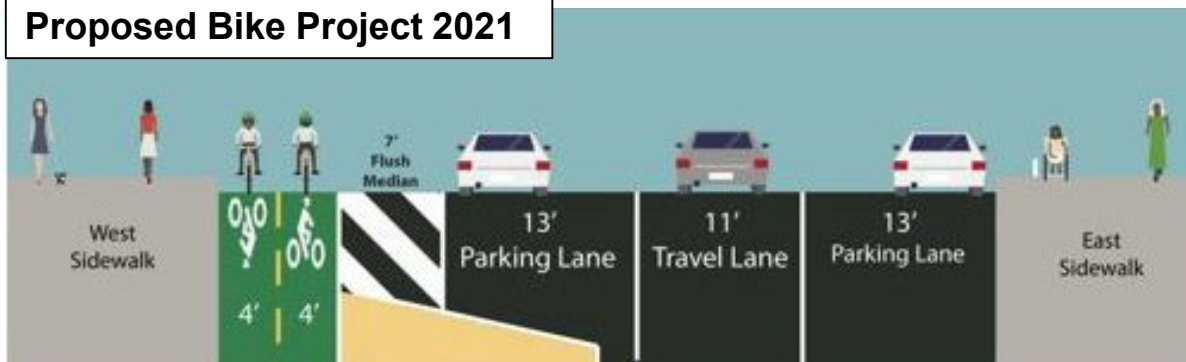 Proposed Bike Project 2021
7'
Flush
Median
West
Sidewalk
4' 4'
13'
Parking Lane
11'
Travel Lane
13'
Parking Lane
East
Sidewalk